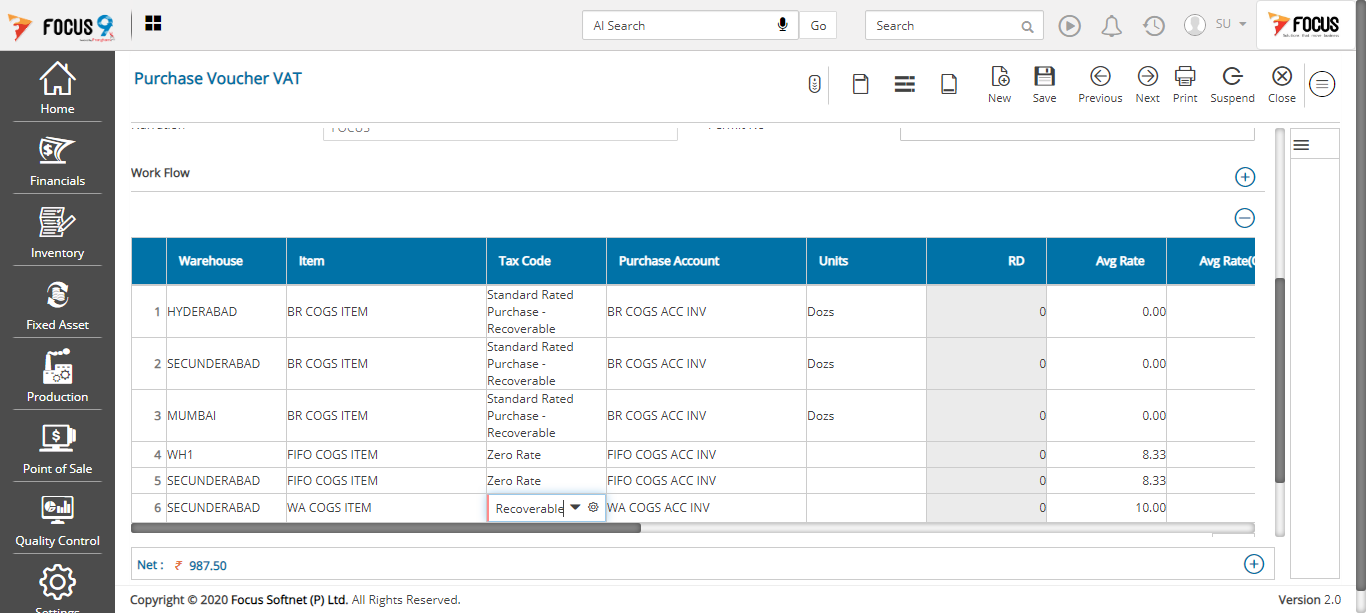 FOCUS 9
AI Search
Go
Search
SU
FOCUS
Home
Financials
Inventory
Fixed Asset
Production
Point of Sale
Quality Control
Settings
Purchase Voucher VAT
New
Save
Previous
Next
Print
Suspend
Close
Narration
FOCUS
Permit No
Work Flow
Warehouse Item Tax Code Purchase Account Units RD Avg Rate Avg Rate(
1 HYDERABAD BR COGS ITEM Standard Rated Purchase - Recoverable BR COGS ACC INV Dozs 0 0.00
2 SECUNDERABAD BR COGS ITEM Standard Rated Purchase - Recoverable BR COGS ACC INV Dozs 0 0.00
3 MUMBAI BR COGS ITEM Standard Rated Purchase - Recoverable BR COGS ACC INV Dozs 0 0.00
4 WH1 FIFO COGS ITEM Zero Rate FIFO COGS ACC INV 0 8.33
5 SECUNDERABAD FIFO COGS ITEM Zero Rate FIFO COGS ACC INV 0 8.33
6 SECUNDERABAD WA COGS ITEM Recoverable WA COGS ACC INV 0 10.00
Net : ₹ 987.50
Copyright © 2020 Focus Softnet (P) Ltd. All Rights Reserved.
Version 2.0